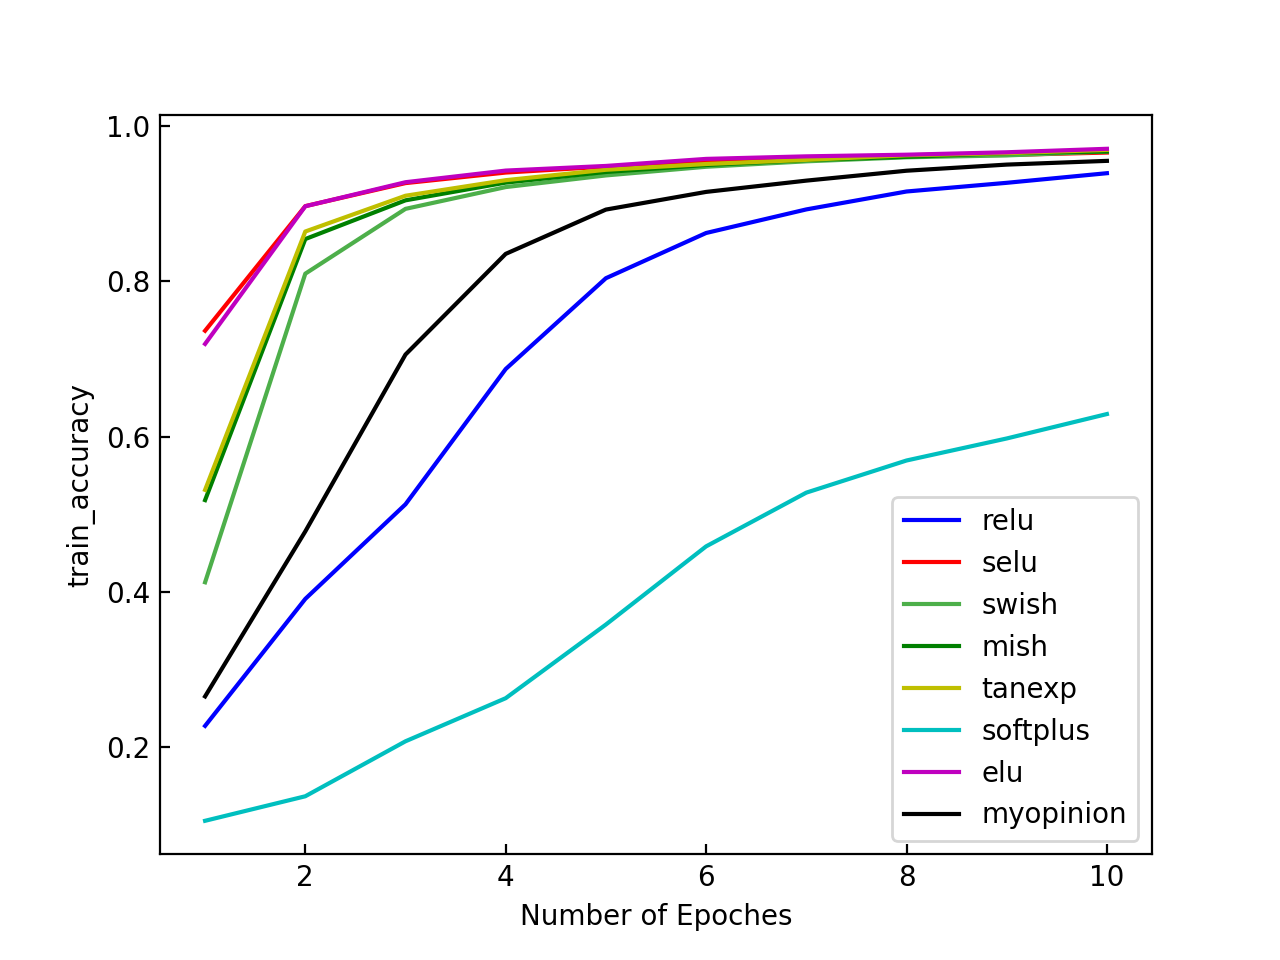 1.0
0.8
0.6
0.4
0.2
train_accuracy
relu
selu
swish
mish
tanexp
softplus
elu
myopinion
2 4 6 8 10
Number of Epoches